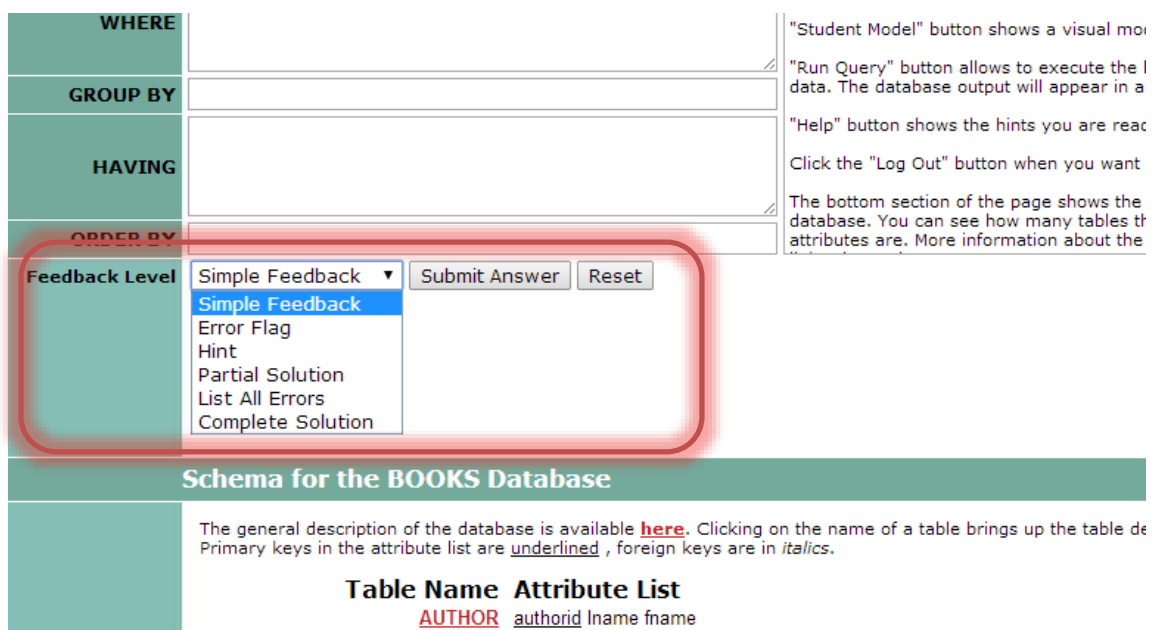 WHERE
GROUP BY
HAVING
ORDER BY
"Student Model" button shows a visual mo
"Run Query" button allows to execute the
data. The database output will appear in a
"Help" button shows the hints you are rea
Click the "Log Out" button when you want
The bottom section of the page shows the
database. You can see how many tables th
attributes are. More information about the
Feedback Level Simple Feedback ▼ Submit Answer Reset
Simple Feedback
Error Flag
Hint
Partial Solution
List All Errors
Complete Solution
Schema for the BOOKS Database
The general description of the database is available here. Clicking on the name of a table brings up the table de
Primary keys in the attribute list are underlined , foreign keys are in italics.
Table Name Attribute List
AUTHOR authorid lname fname